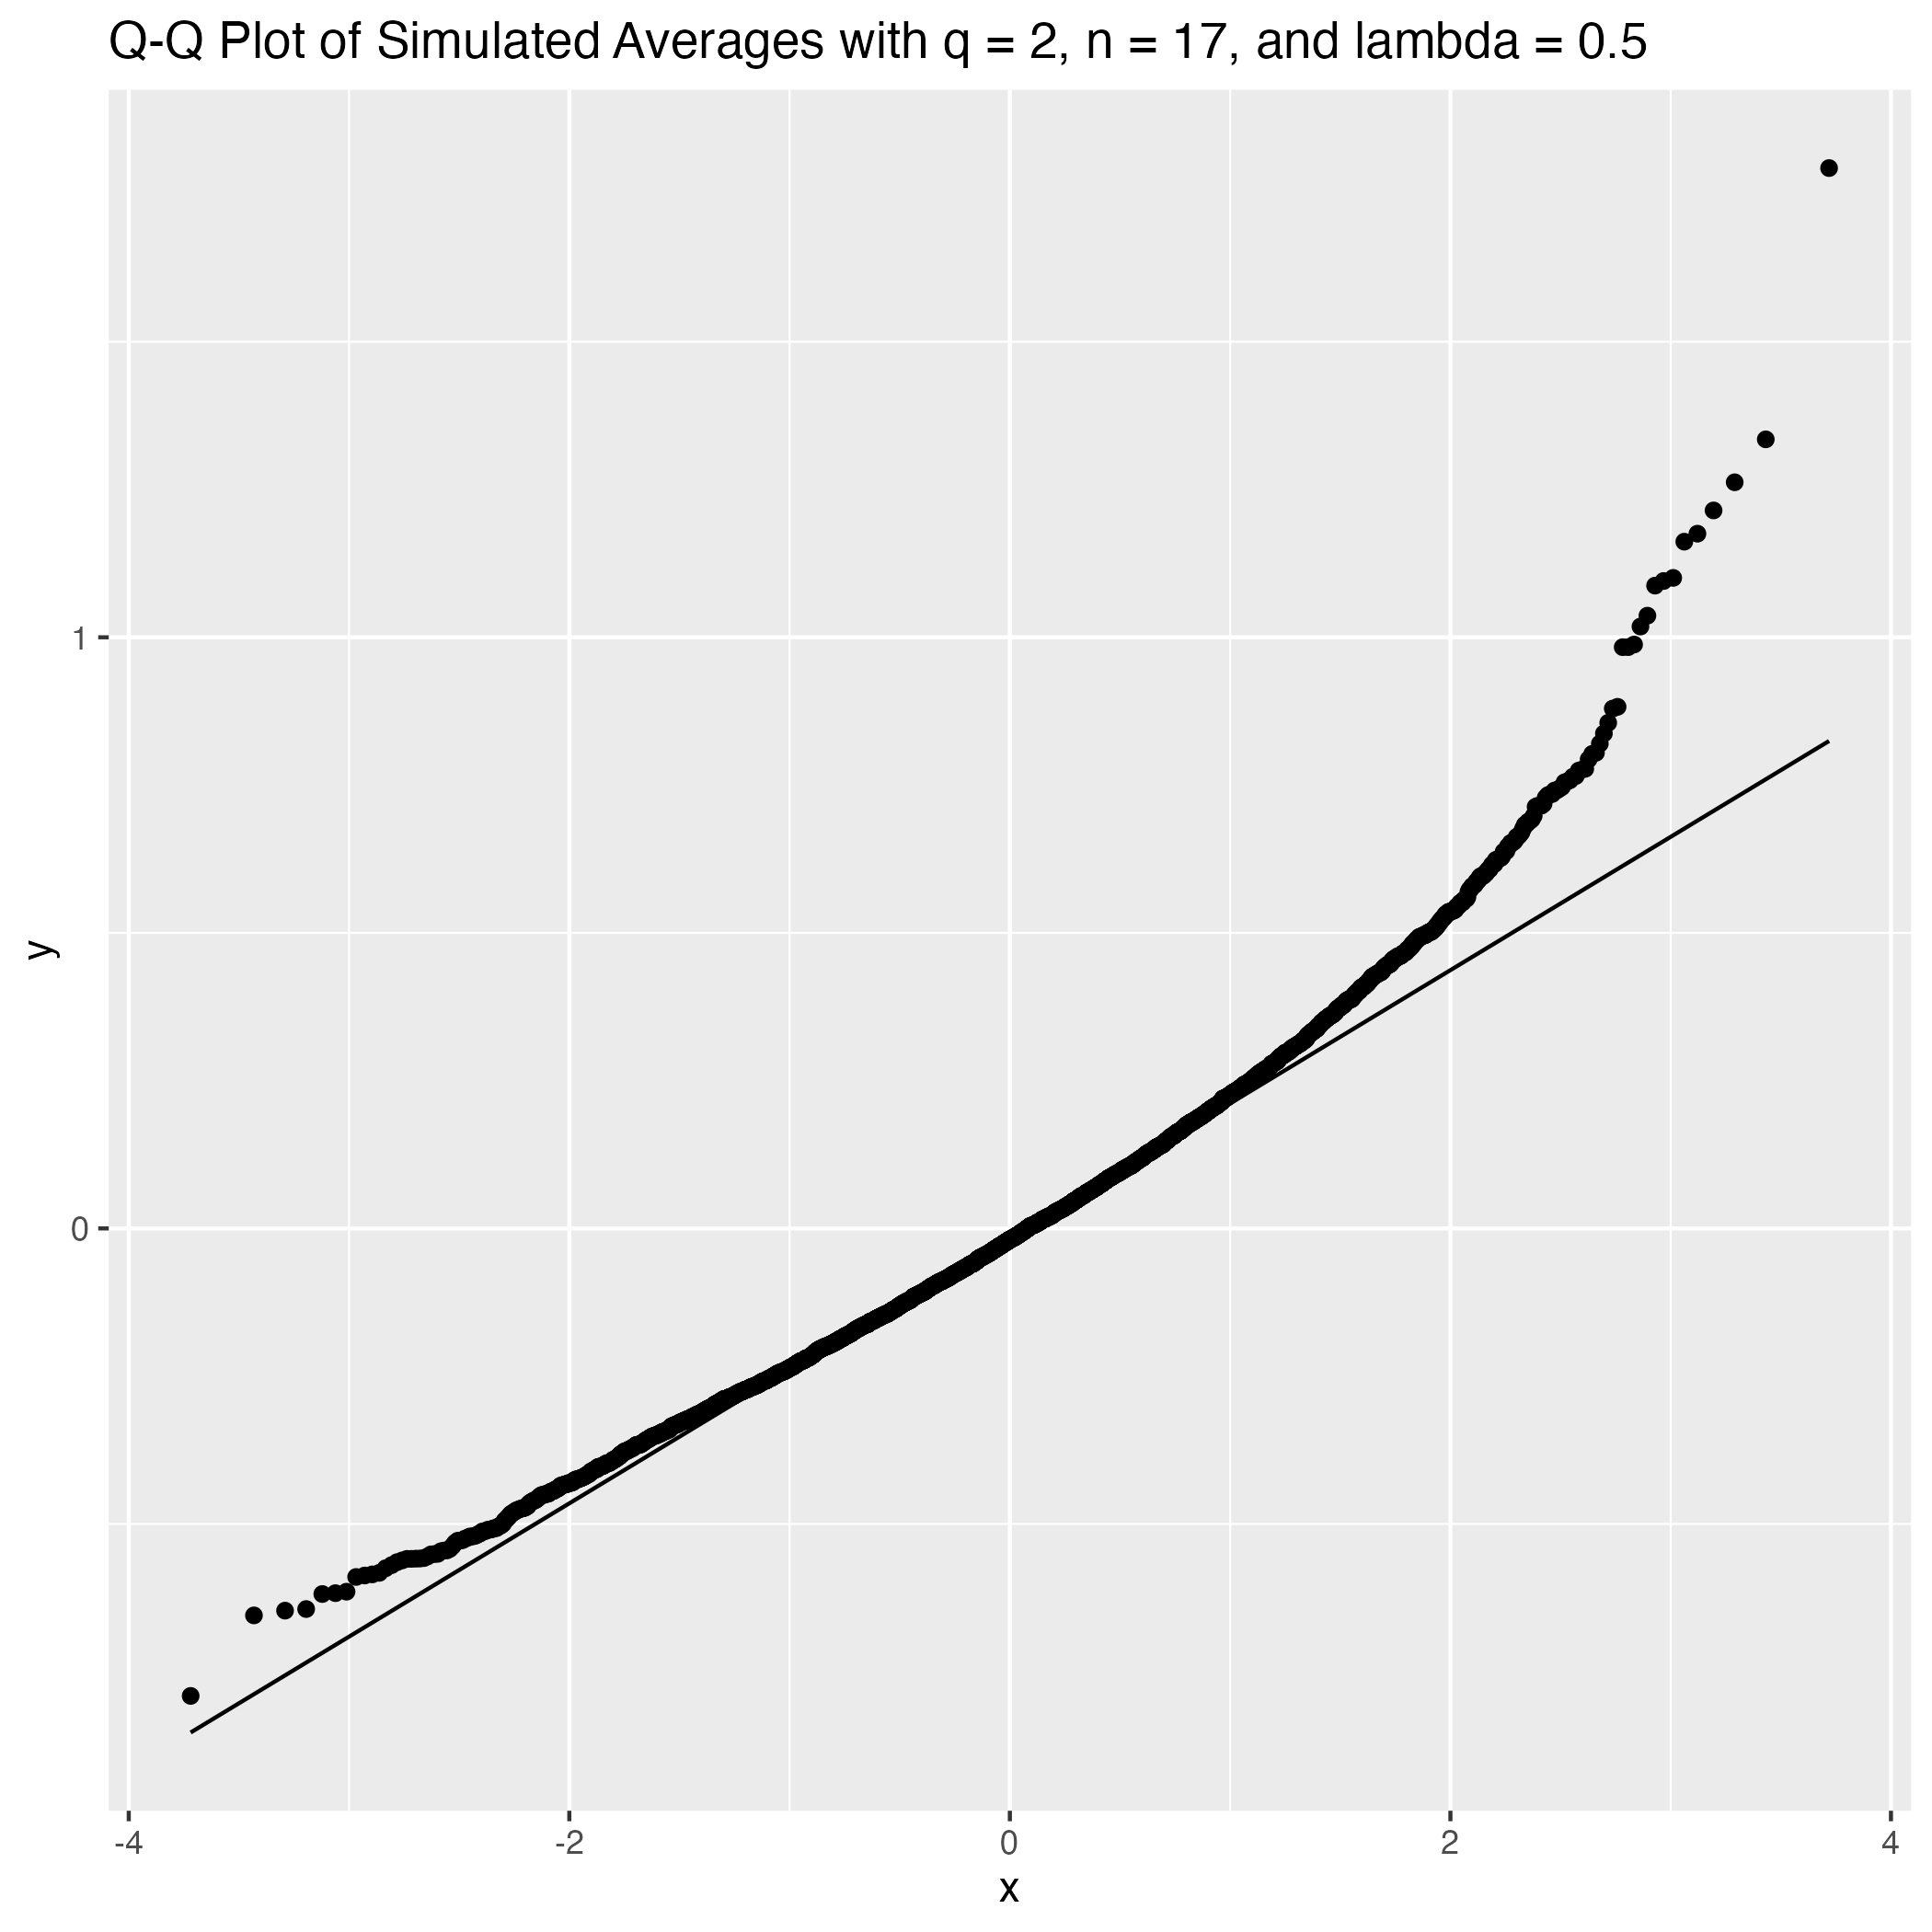 Q-Q Plot of Simulated Averages with q = 2, n = 17, and lambda = 0.5
1
0
y
-4 -2 0 2 4
x